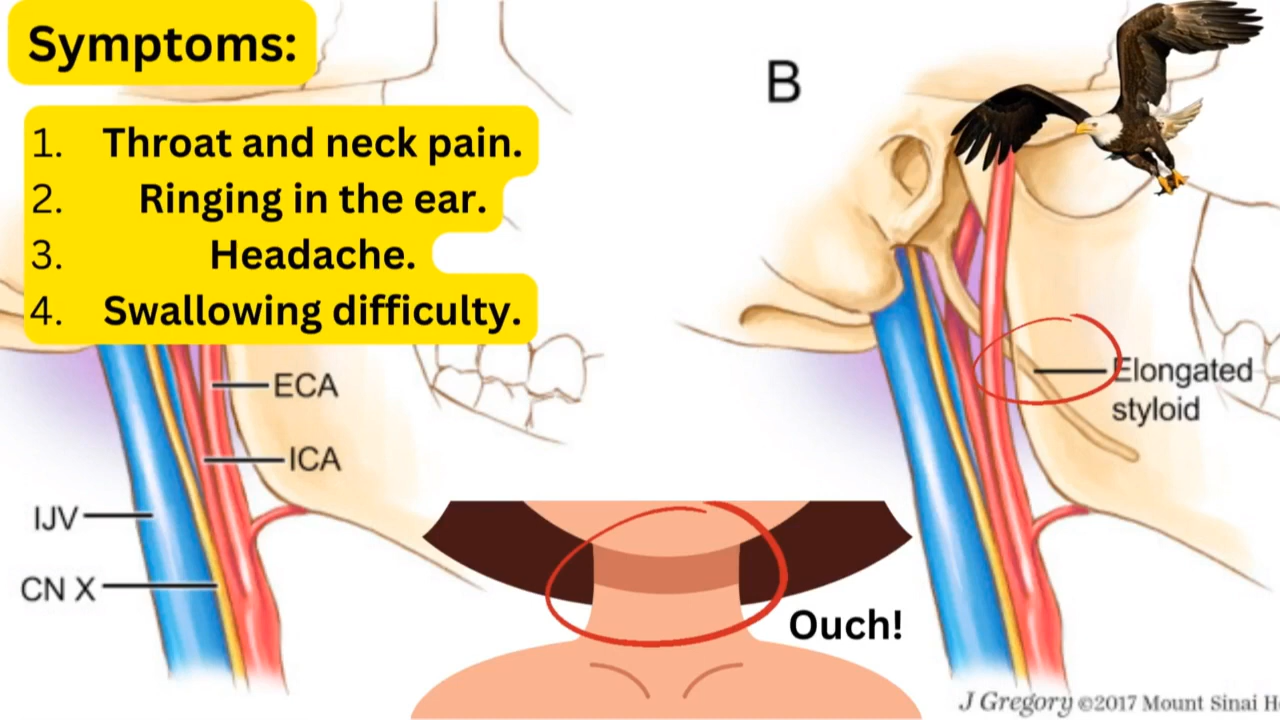 Symptoms:
1. Throat and neck pain.
2. Ringing in the ear.
3. Headache.
4. Swallowing difficulty.
ECA
ICA
IJV
CN X
B
Elongated
styloid
Ouch!
J Gregory ©2017 Mount Sinai H